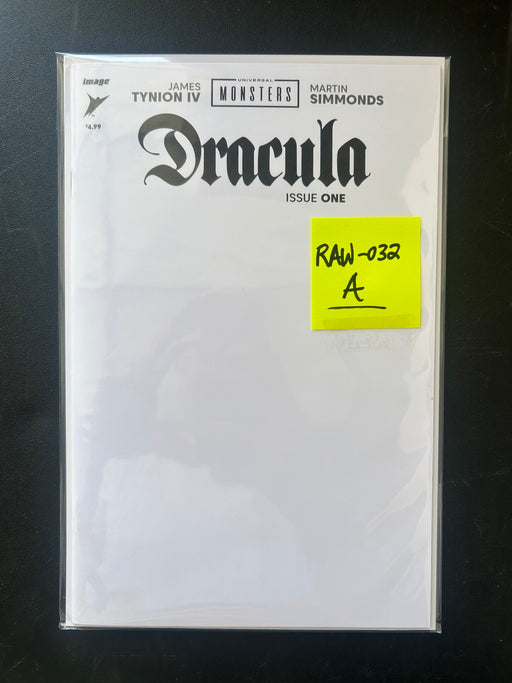 image
JAMES
TYNION IV
UNIVERSAL
MONSTERS
MARTIN
SIMMONDS
$4.99
Dracula
ISSUE ONE
RAW-032
A